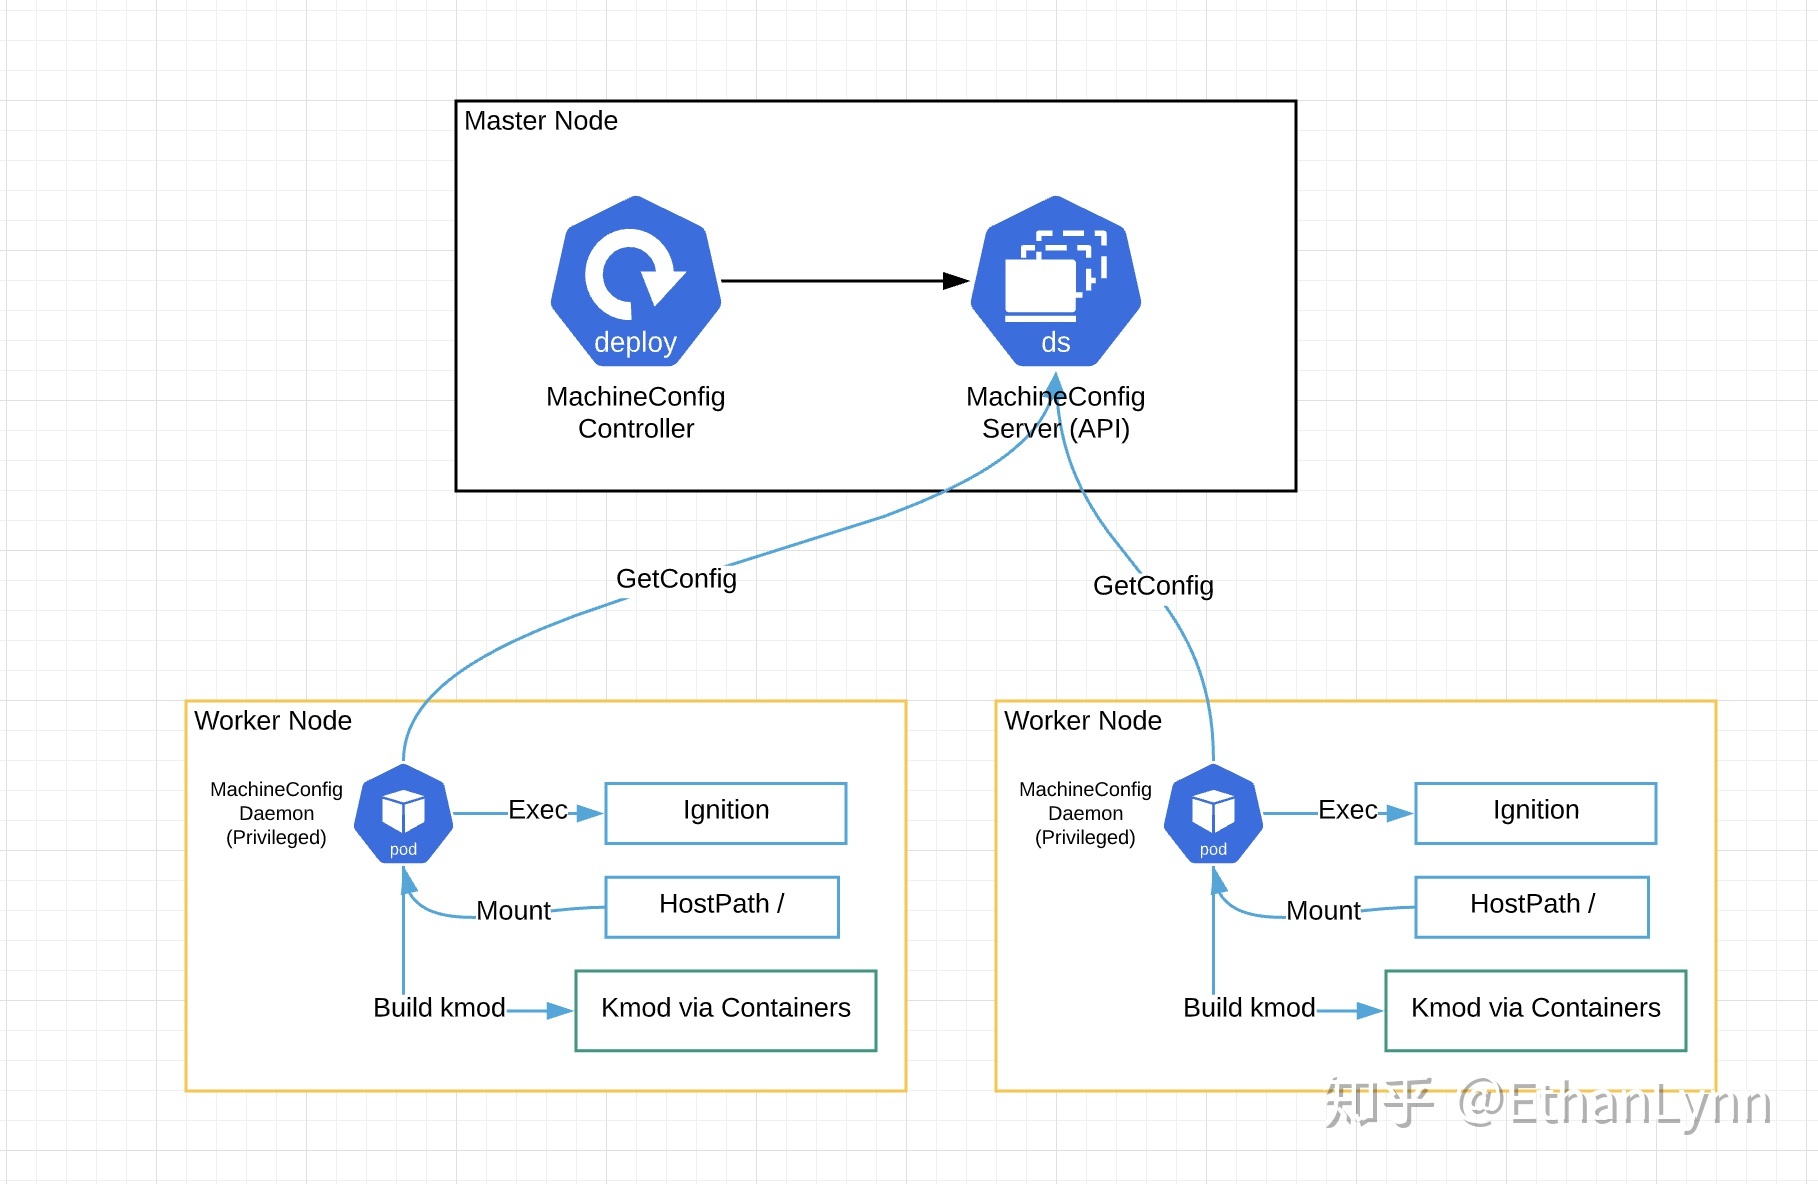 Master Node
deploy
ds
MachineConfig
Controller
MachineConfig
Server (API)
GetConfig
GetConfig
Worker Node
MachineConfig
Daemon
(Privileged)
pod
Exec
Ignition
Mount
HostPath /
Build kmod
Kmod via Containers
Worker Node
MachineConfig
Daemon
(Privileged)
pod
Exec
Ignition
Mount
HostPath /
Build kmod
Kmod via Containers
知乎 @EthanLynn